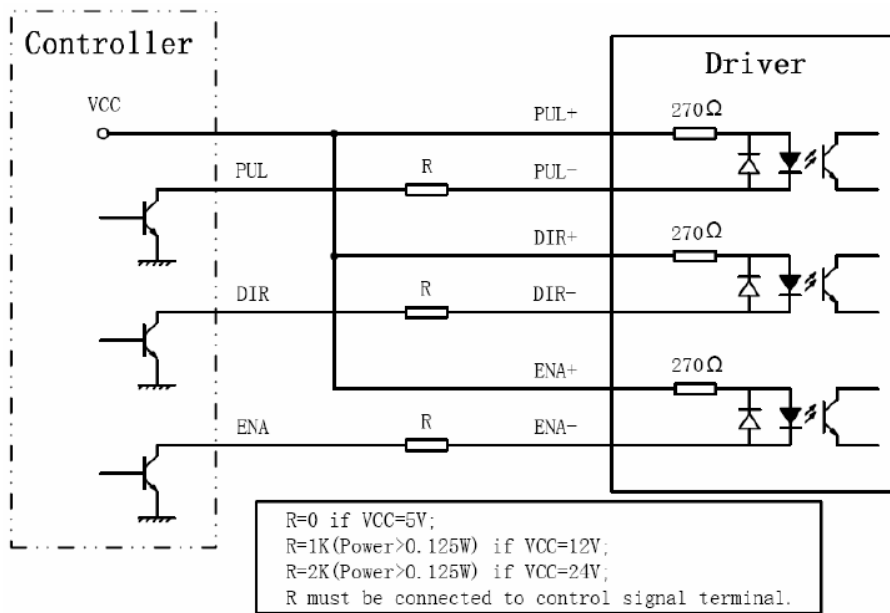 Controller
Driver
VCC
PUL+
270Ω
PUL
R
PUL-
DIR+
270Ω
DIR
R
DIR-
ENA+
270Ω
ENA
R
ENA-
R=0 if VCC=5V;
R=1K(Power>0.125W) if VCC=12V;
R=2K(Power>0.125W) if VCC=24V;
R must be connected to control signal terminal.